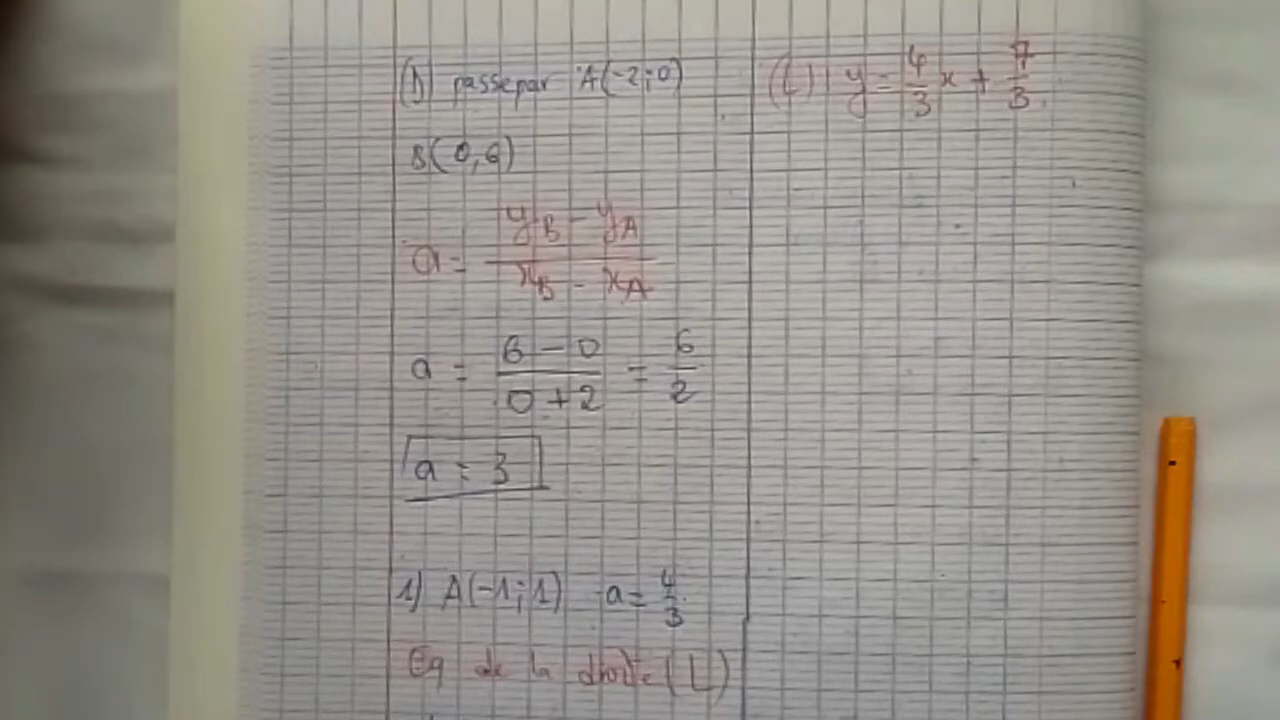 (D) passe par A(-2;0)
B(0,6)
a = (yB - yA) / (xB - xA)
a = (6 - 0) / (0 + 2) = 6/2
a = 3
1) A(-1;1) a = 4/3.
Eq de la droite (L)
(L) y = 4/3 x + 7/3.